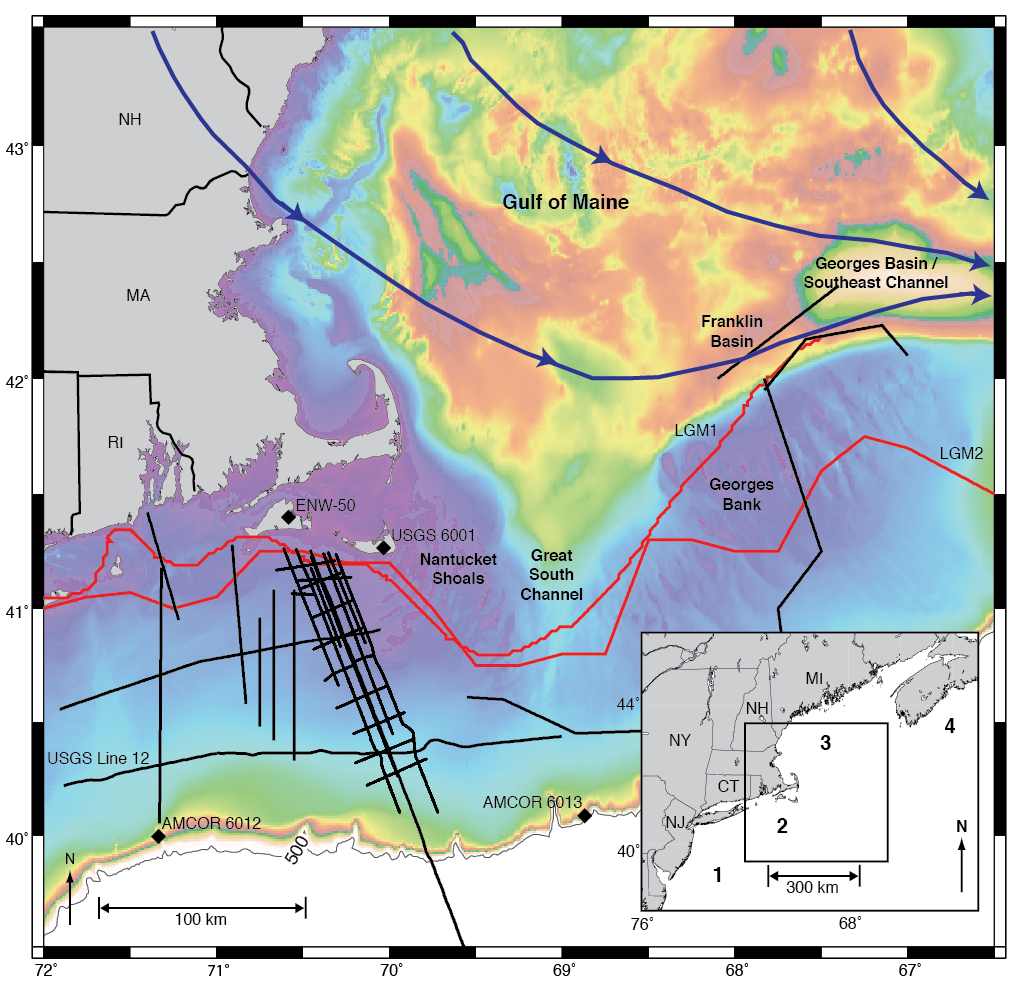 NH
43°
Gulf of Maine
MA
Georges Basin /
Southeast Channel
Franklin
Basin
42°
RI
LGM1
LGM2
Georges
Bank
ENW-50
USGS 6001
Nantucket
Shoals
Great
South
Channel
41°
USGS Line 12
AMCOR 6012
AMCOR 6013
40°
500
N
100 km
72°
71°
70°
69°
68°
67°
MI
44°
NH
4
NY
3
CT
NJ
2
N
40°
1
300 km
76°
68°